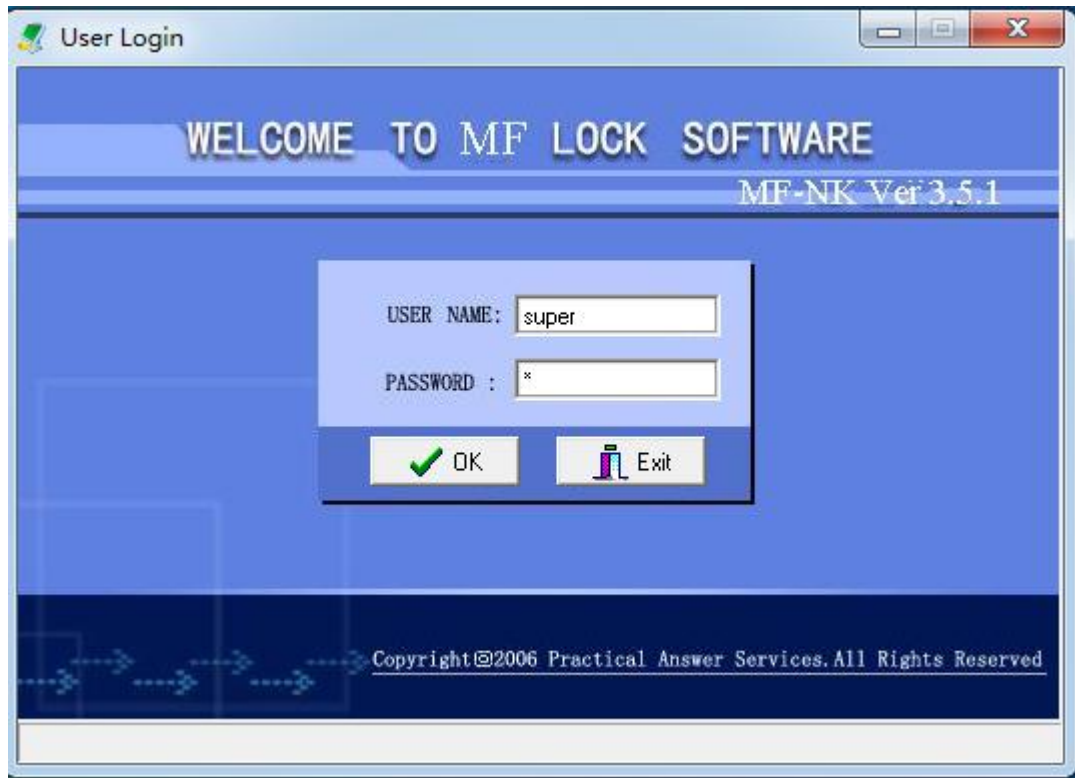 User Login
WELCOME TO MF LOCK SOFTWARE
MF-NK Ver 3.5.1
USER NAME: super
PASSWORD : *
OK Exit
Copyright©2006 Practical Answer Services.All Rights Reserved